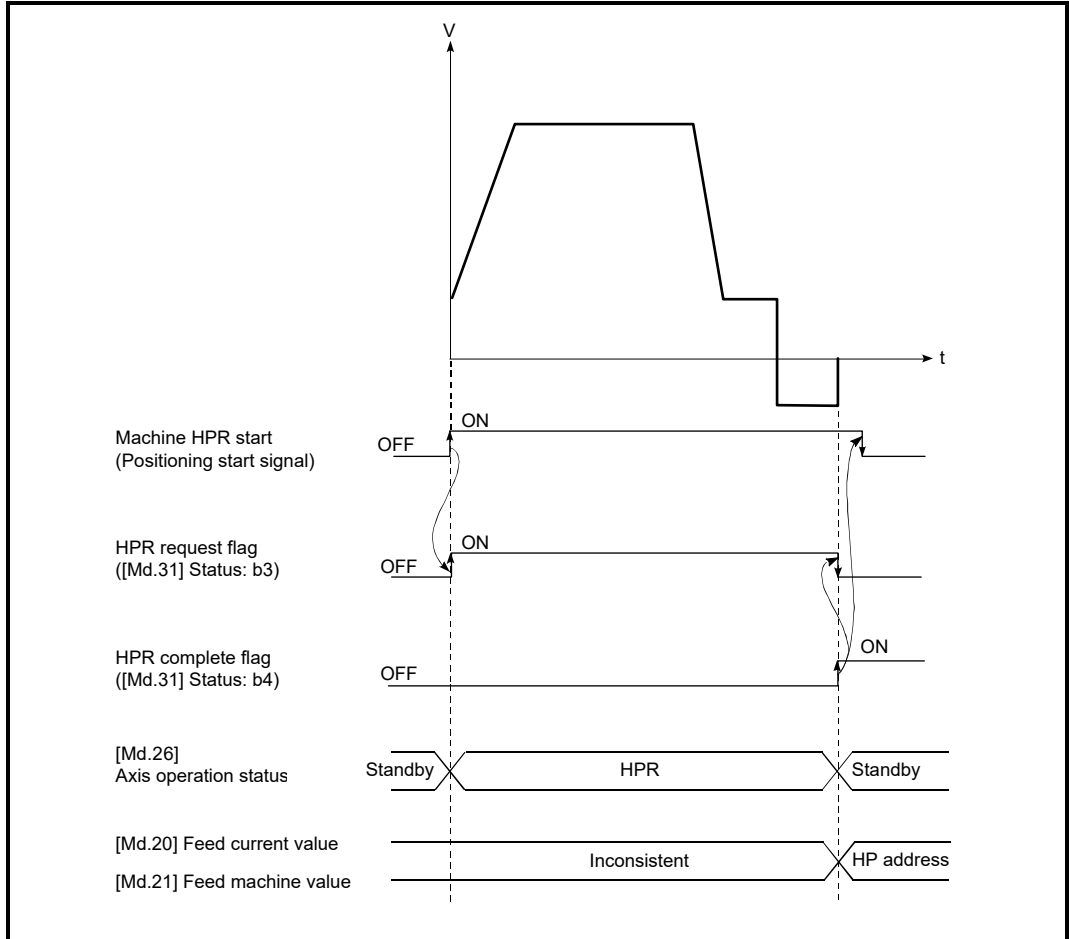 V
t
Machine HPR start
(Positioning start signal)
OFF
ON
HPR request flag
([Md.31] Status: b3)
OFF
ON
HPR complete flag
([Md.31] Status: b4)
OFF
ON
[Md.26]
Axis operation status
Standby
HPR
Standby
[Md.20] Feed current value
Inconsistent
HP address
[Md.21] Feed machine value